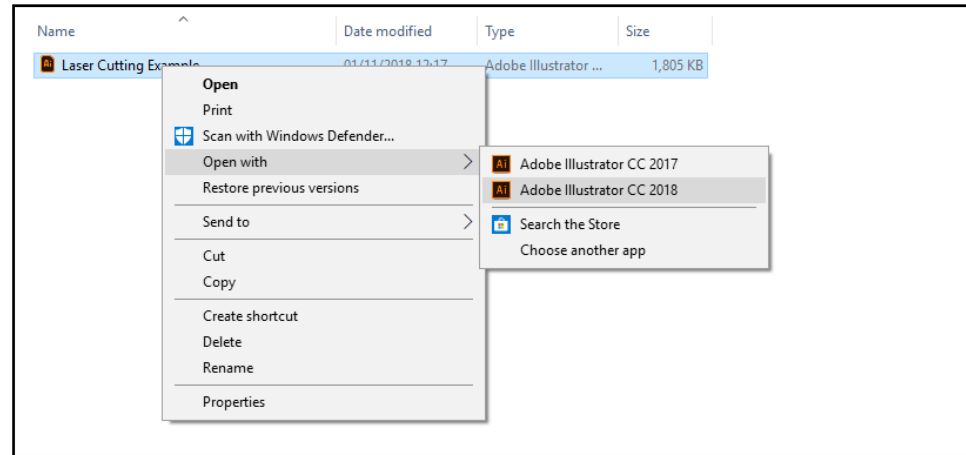 Name Date modified Type Size
Laser Cutting Example 01/11/2018 12:17 Adobe Illustrator ... 1,805 KB
Open
Print
Scan with Windows Defender...
Open with
Restore previous versions
Send to
Cut
Copy
Create shortcut
Delete
Rename
Properties
Ai Adobe Illustrator CC 2017
Ai Adobe Illustrator CC 2018
Search the Store
Choose another app